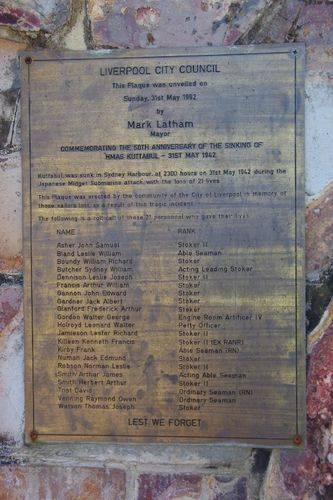 LIVERPOOL CITY COUNCIL
This Plaque was unveiled on
Sunday, 31st May 1992
by
Mark Latham
Mayor
COMMEMORATING THE 50TH ANNIVERSARY OF THE SINKING OF
HMAS KUTTABUL - 31ST MAY 1942
Kuttabul was sunk in Sydney Harbour at 2300 hours on 31st May 1942 during the
Japanese Midget Submarine attack, with the loss of 21 lives
This Plaque was erected by the community of the City of Liverpool in memory of
those sailors lost as a result of this tragic incident.
The following is a rollcall of these 21 personnel who gave their lives
NAME RANK
Asher John Samuel Stoker II
Bland Leslie William Able Seaman
Boundy William Richard Stoker
Butcher Sydney William Acting Leading Stoker
Dennison Leslie Joseph Stoker II
Francis Arthur William Stoker
Gannon John Edward Stoker
Gardner Jack Albert Stoker
Glanford Frederick Arthur Stoker
Gordon Walter George Engine Room Artificer IV
Holroyd Leonard Walter Petty Officer
Jamieson Lester Richard Stoker II
Killeen Kenneth Francis Stoker II (EX RANR)
Kirby Frank Able Seaman (RN)
Numan Jack Edmund Stoker
Robson Norman Leslie Stoker II
Smith Arthur James Acting Able Seaman
Smith Herbert Arthur Stoker II
Trist David Ordinary Seaman (RN)
Venning Raymond Owen Ordinary Seaman
Watson Thomas Joseph Stoker
LEST WE FORGET